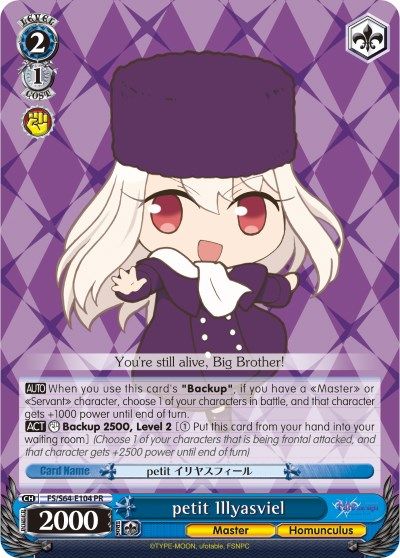 LEVEL
2
1
COST
You're still alive, Big Brother!
AUTO When you use this card's "Backup", if you have a «Master» or
«Servant» character, choose 1 of your characters in battle, and that character
gets +1000 power until end of turn.
ACT Backup 2500, Level 2 [① Put this card from your hand into your
waiting room] (Choose 1 of your characters that is being frontal attacked, and
that character gets +2500 power until end of turn)
Card Name petit イリヤスフィール
CH FS/S64-E104 PR
POWER 2000 SOUL petit Illyasviel
Master Homunculus
©TYPE-MOON, ufotable, FSNPC